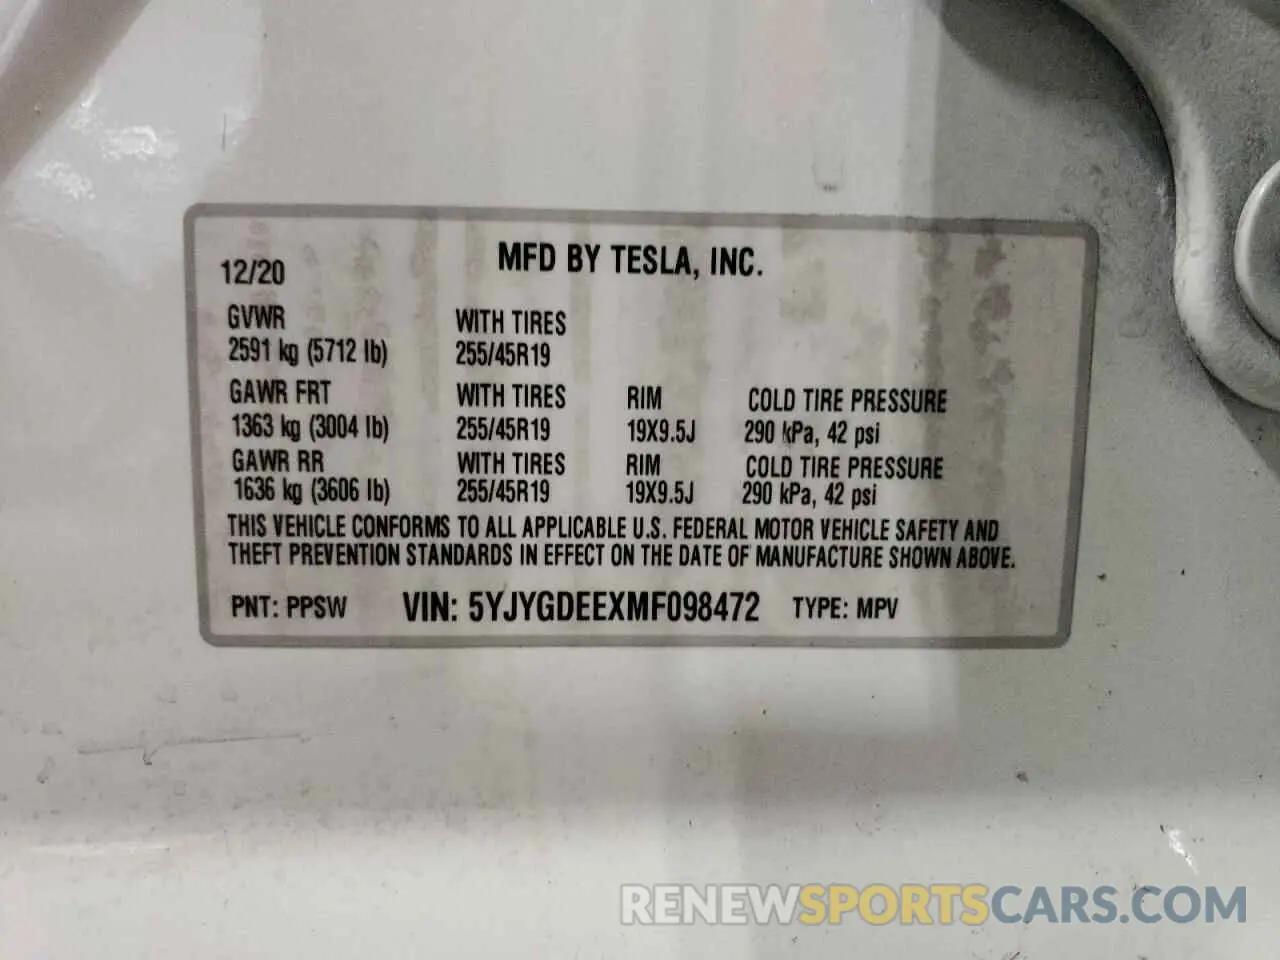 MFD BY TESLA, INC.
12/20
GVWR WITH TIRES
2591 kg (5712 lb) 255/45R19
GAWR FRT WITH TIRES RIM COLD TIRE PRESSURE
1363 kg (3004 lb) 255/45R19 19X9.5J 290 kPa, 42 psi
GAWR RR WITH TIRES RIM COLD TIRE PRESSURE
1636 kg (3606 lb) 255/45R19 19X9.5J 290 kPa, 42 psi
THIS VEHICLE CONFORMS TO ALL APPLICABLE U.S. FEDERAL MOTOR VEHICLE SAFETY AND
THEFT PREVENTION STANDARDS IN EFFECT ON THE DATE OF MANUFACTURE SHOWN ABOVE.
PNT: PPSW VIN: 5YJYGDEEXMF098472 TYPE: MPV
RENEWSPORTSCARS.COM